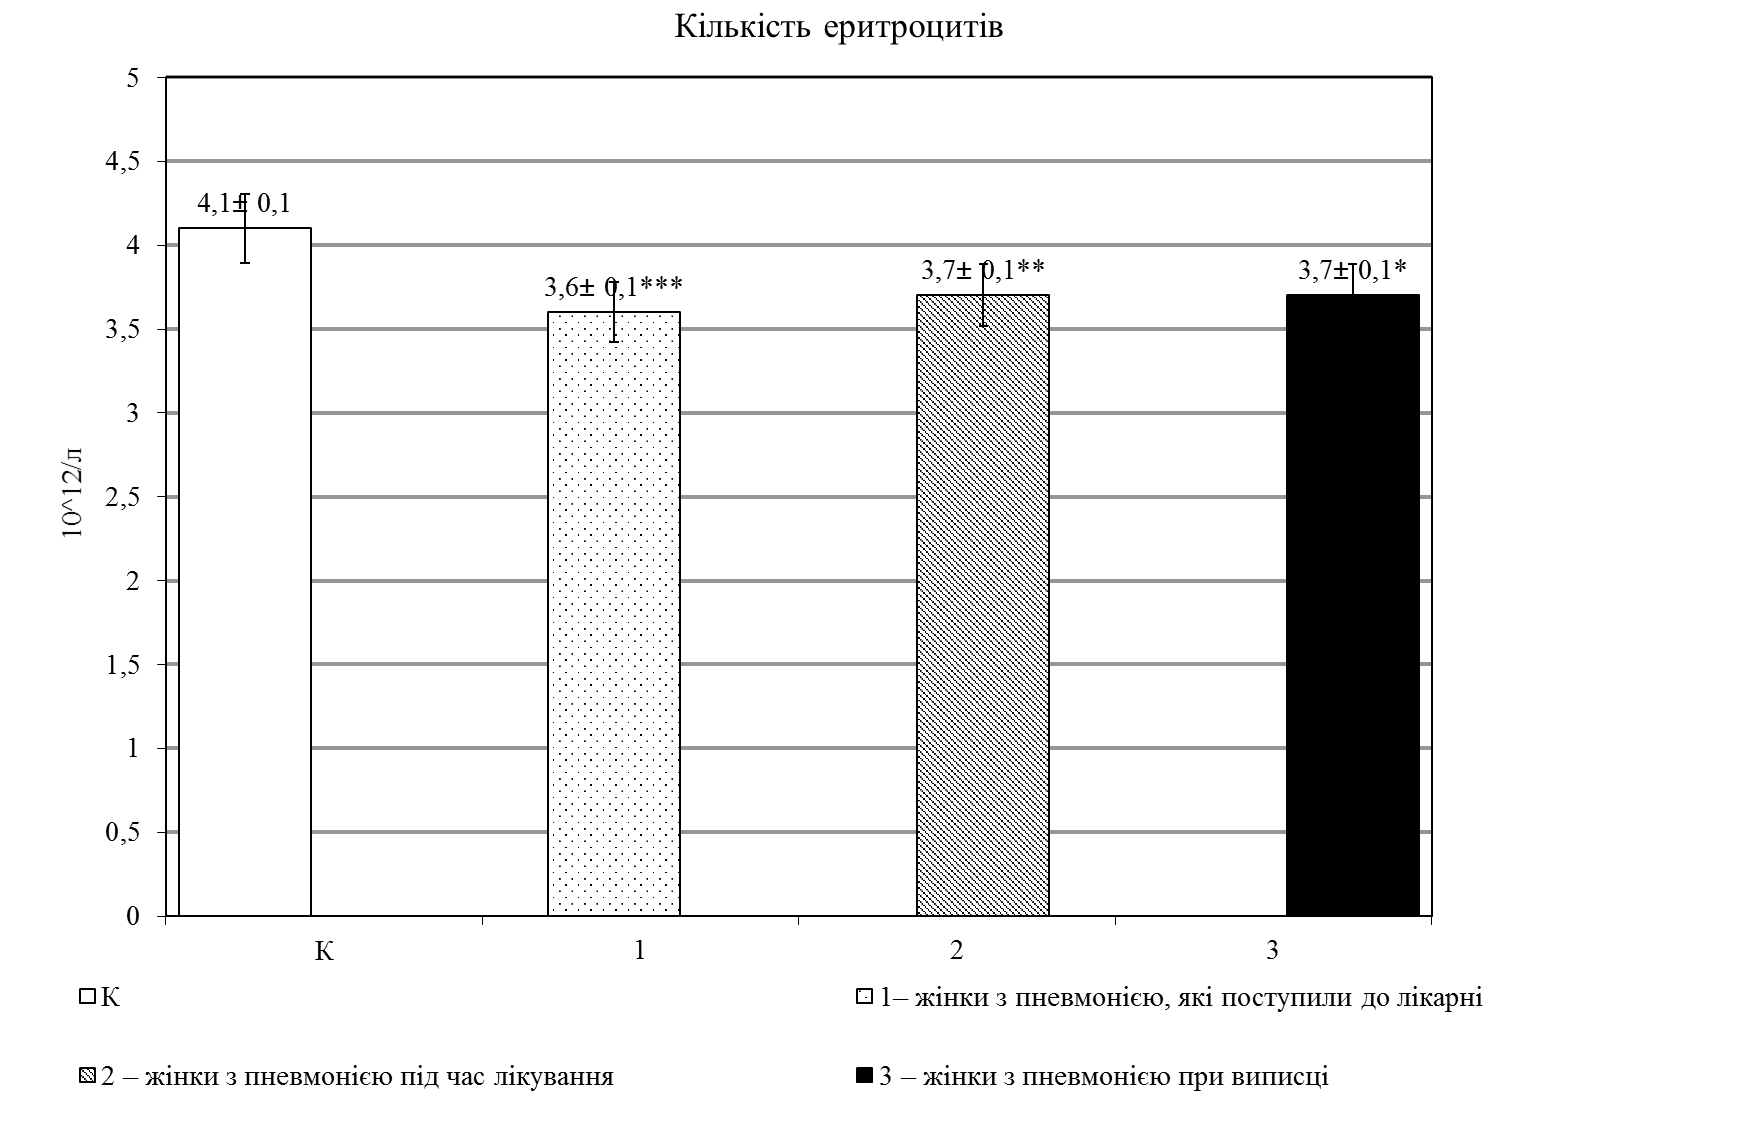 Кількість еритроцитів
5
4,5
4
3,5
3
2,5
2
1,5
1
0,5
0
10^12/л
4,1± 0,1
3,6± 0,1***
3,7± 0,1**
3,7± 0,1*
К
1
2
3
К
1– жінки з пневмонією, які поступили до лікарні
2 – жінки з пневмонією під час лікування
3 – жінки з пневмонією при виписці